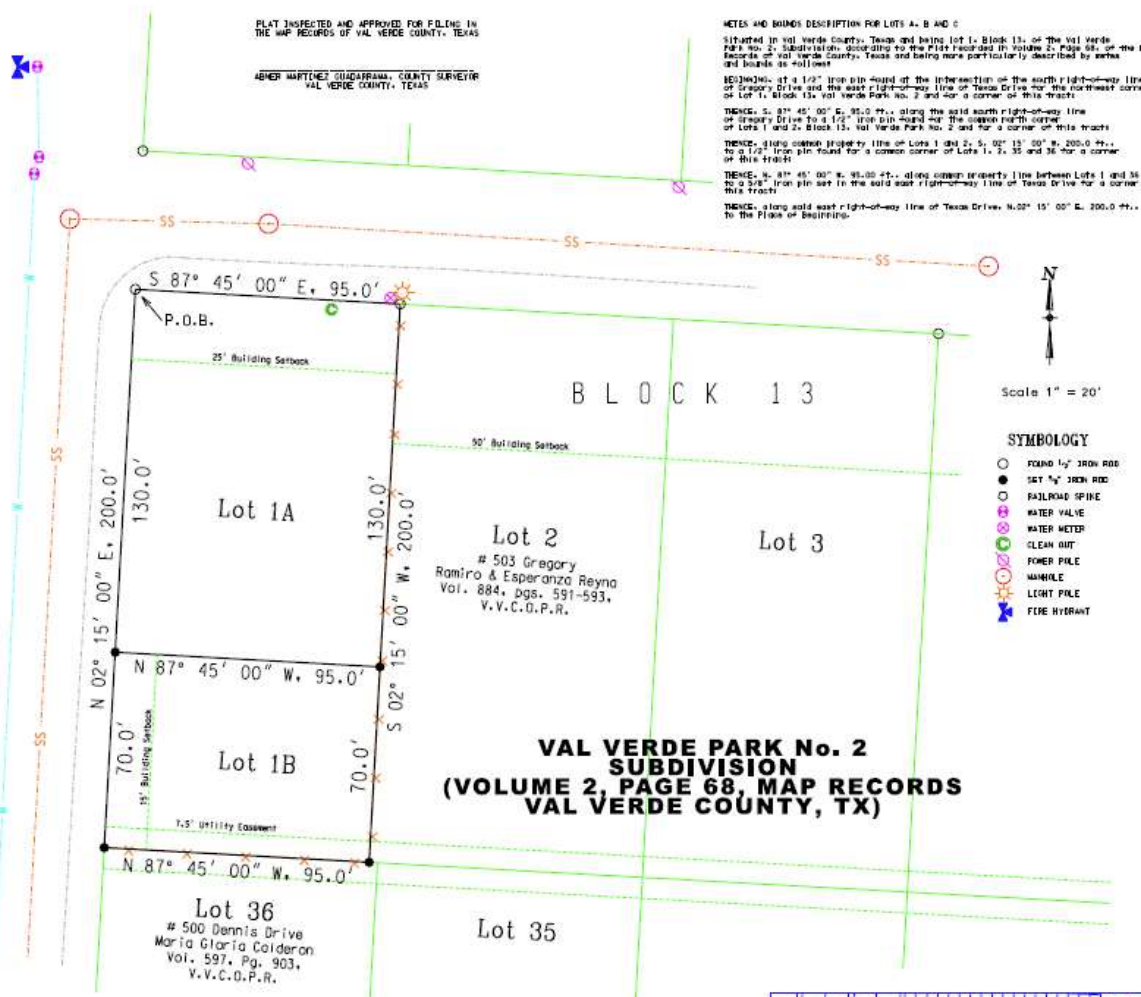 PLAT INSPECTED AND APPROVED FOR FILING IN
THE MAP RECORDS OF VAL VERDE COUNTY, TEXAS
ABNER MARTINEZ GUADARRAMA, COUNTY SURVEYOR
VAL VERDE COUNTY, TEXAS
METES AND BOUNDS DESCRIPTION FOR LOTS A, B AND C
Situated in Val Verde County, Texas and being lot 1, Block 13, of the Val Verde
Park No. 2, Subdivision, according to the Plat recorded in Volume 2, Page 68, of the
Records of Val Verde County, Texas and being more particularly described by metes
and bounds as follows:
BEGINNING, at a 1/2" iron pin found at the intersection of the south right-of-way line
of Gregory Drive and the east right-of-way line of Texas Drive for the northwest corne
of Lot 1, Block 13, Val Verde Park No. 2 and for a corner of this tract:
THENCE, S. 87° 45' 00" E. 95.0 ft., along the said south right-of-way line
of Gregory Drive to a 1/2" iron pin found for the common north corner
of Lots 1 and 2, Block 13, Val Verde Park No. 2 and for a corner of this tract:
THENCE, along common property line of Lots 1 and 2, S. 02° 15' 00" W. 200.0 ft.,
to a 1/2" iron pin found for a common corner of Lots 1, 2, 35 and 36 for a corner
of this tract:
THENCE, N. 87° 45' 00" W. 95.00 ft., along common property line between Lots 1 and 36
to a 5/8" iron pin set in the said east right-of-way line of Texas Drive for a corner
this tract:
THENCE, along said east right-of-way line of Texas Drive, N.02° 15' 00" E. 200.0 ft.,
to the Place of Beginning.
SS
SS
SS
S 87° 45' 00" E, 95.0'
P.O.B.
25' Building Setback
BLOCK 13
50' Building Setback
N
Scale 1" = 20'
SYMBOLOGY
FOUND 1/2" IRON ROD
SET 5/8" IRON ROD
RAILROAD SPIKE
WATER VALVE
WATER METER
CLEAN OUT
POWER POLE
MANHOLE
LIGHT POLE
FIRE HYDRANT
W
SS
W
N 02° 15' 00" E, 200.0'
130.0'
Lot 1A
130.0'
S 02° 15' 00" W, 200.0'
Lot 2
# 503 Gregory
Ramiro & Esperanza Reyna
Vol. 884, pgs. 591-593,
V.V.C.O.P.R.
Lot 3
N 87° 45' 00" W, 95.0'
SS
70.0'
15' Building Setback
Lot 1B
70.0'
7.5' Utility Easement
N 87° 45' 00" W, 95.0'
VAL VERDE PARK No. 2
SUBDIVISION
(VOLUME 2, PAGE 68, MAP RECORDS
VAL VERDE COUNTY, TX)
Lot 36
# 500 Dennis Drive
Maria Gloria Calderon
Vol. 597, Pg. 903,
V.V.C.O.P.R.
Lot 35